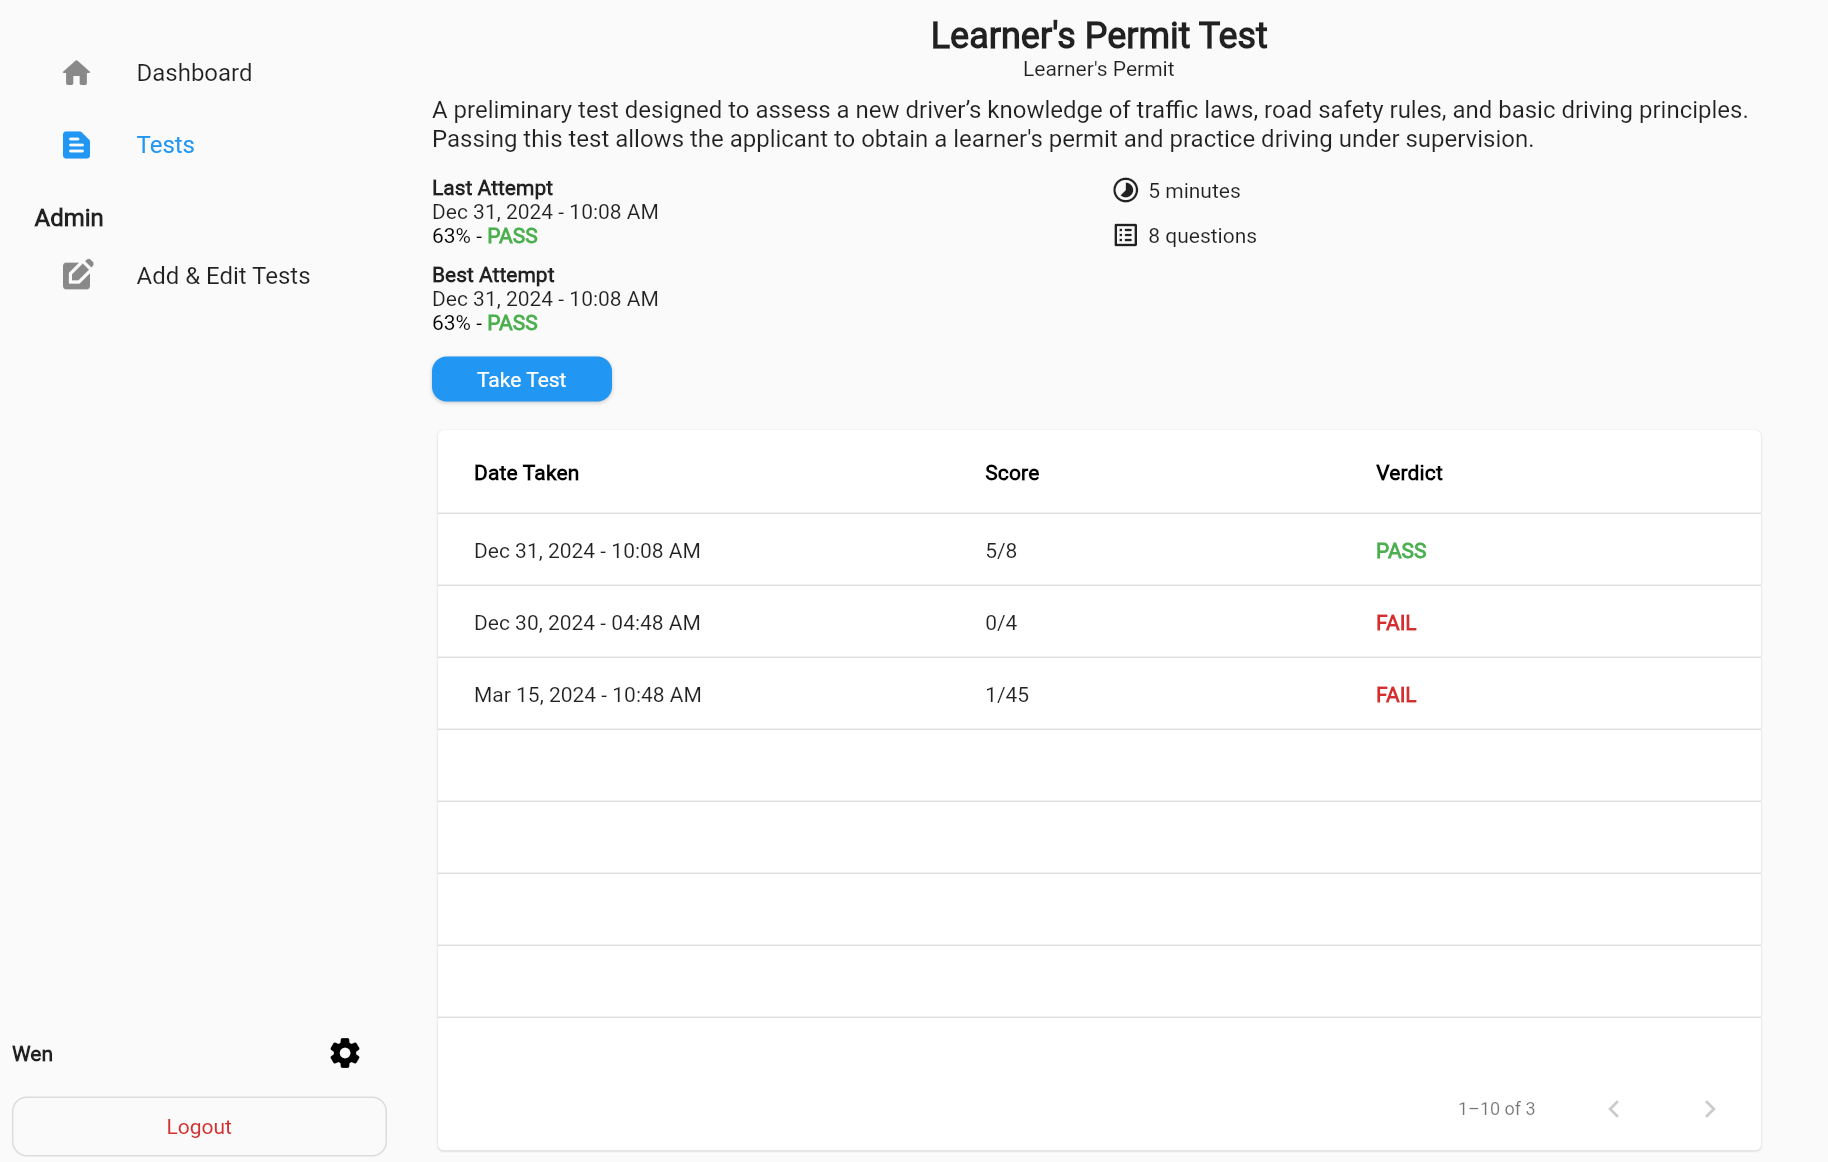 Dashboard
Tests
Admin
Add & Edit Tests
Wen
Logout
Learner's Permit Test
Learner's Permit
A preliminary test designed to assess a new driver’s knowledge of traffic laws, road safety rules, and basic driving principles.
Passing this test allows the applicant to obtain a learner's permit and practice driving under supervision.
Last Attempt
Dec 31, 2024 - 10:08 AM
63% - PASS
Best Attempt
Dec 31, 2024 - 10:08 AM
63% - PASS
5 minutes
8 questions
Take Test
Date Taken Score Verdict
Dec 31, 2024 - 10:08 AM 5/8 PASS
Dec 30, 2024 - 04:48 AM 0/4 FAIL
Mar 15, 2024 - 10:48 AM 1/45 FAIL
1–10 of 3